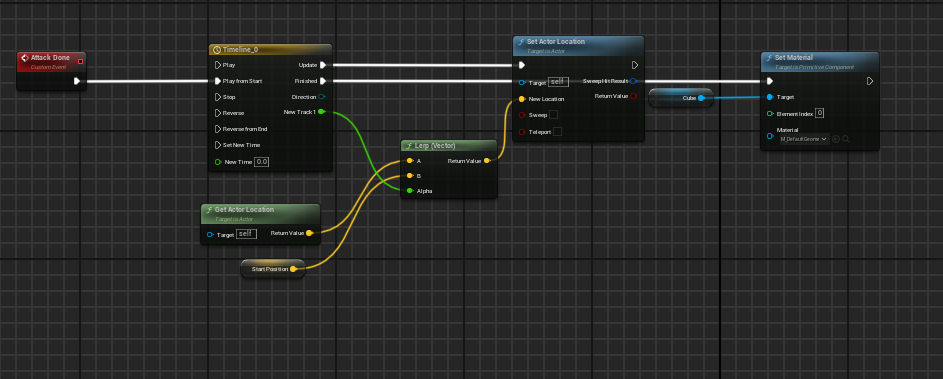 Attack Done
Custom Event
Timeline_0
Play
Update
Play from Start
Finished
Stop
Direction
Reverse
New Track 1
Reverse from End
Set New Time
New Time
0.0
Get Actor Location
Target is Actor
Target
self
Return Value
Start Position
Lerp (Vector)
A
Return Value
B
Alpha
Set Actor Location
Target is Actor
Target
self
Sweep Hit Result
New Location
Return Value
Sweep
Teleport
Cube
Set Material
Target is Primitive Component
Target
Element Index
0
Material
M_DefaultGnome